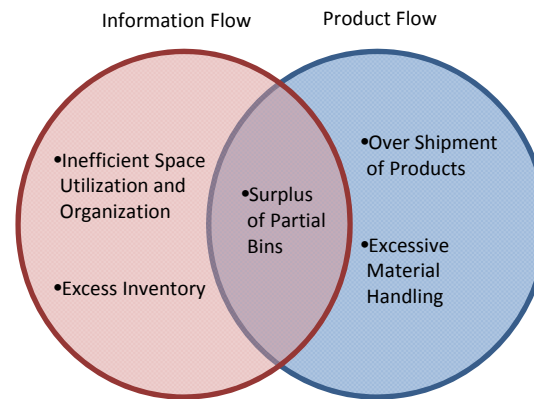 Information Flow
Product Flow
•Inefficient Space
Utilization and
Organization
•Excess Inventory
•Surplus
of Partial
Bins
•Over Shipment
of Products
•Excessive
Material
Handling